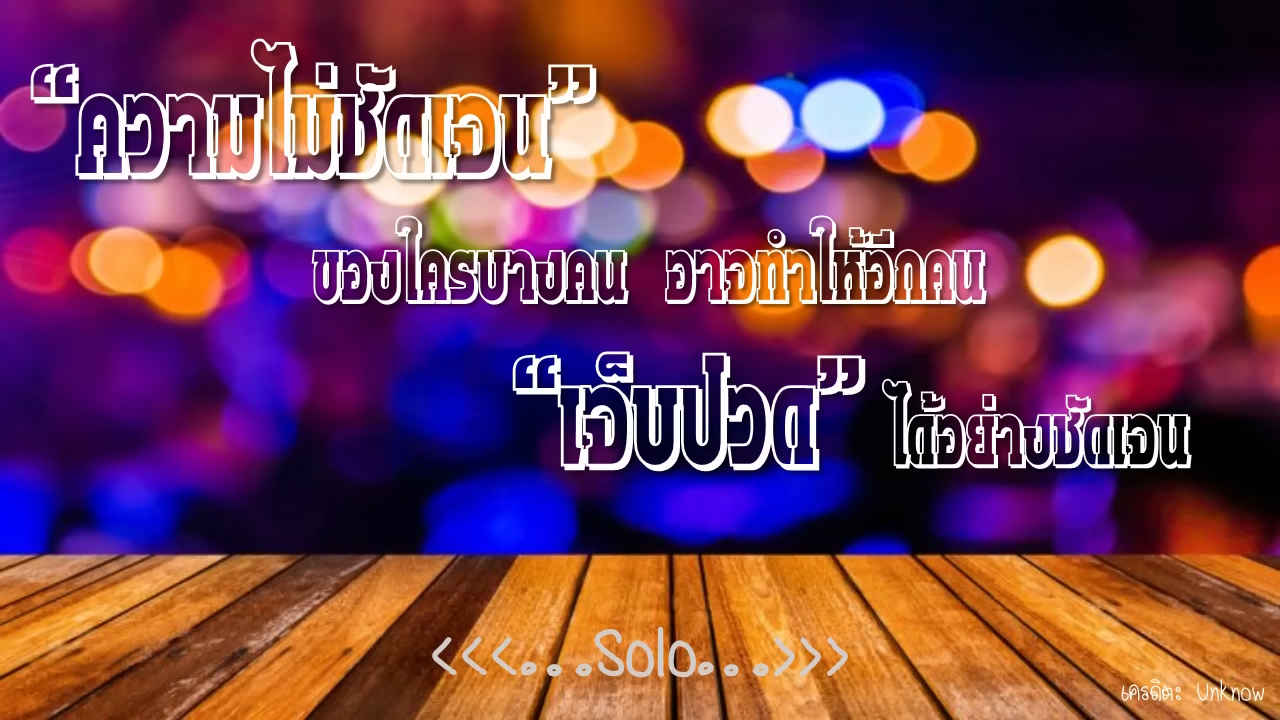 “ความไม่ชัดเจน”
ของใครบางคน อาจทำให้อีกคน
“เจ็บปวด” ได้อย่างชัดเจน
<<<...Solo...>>>
เครดิต: Unknow